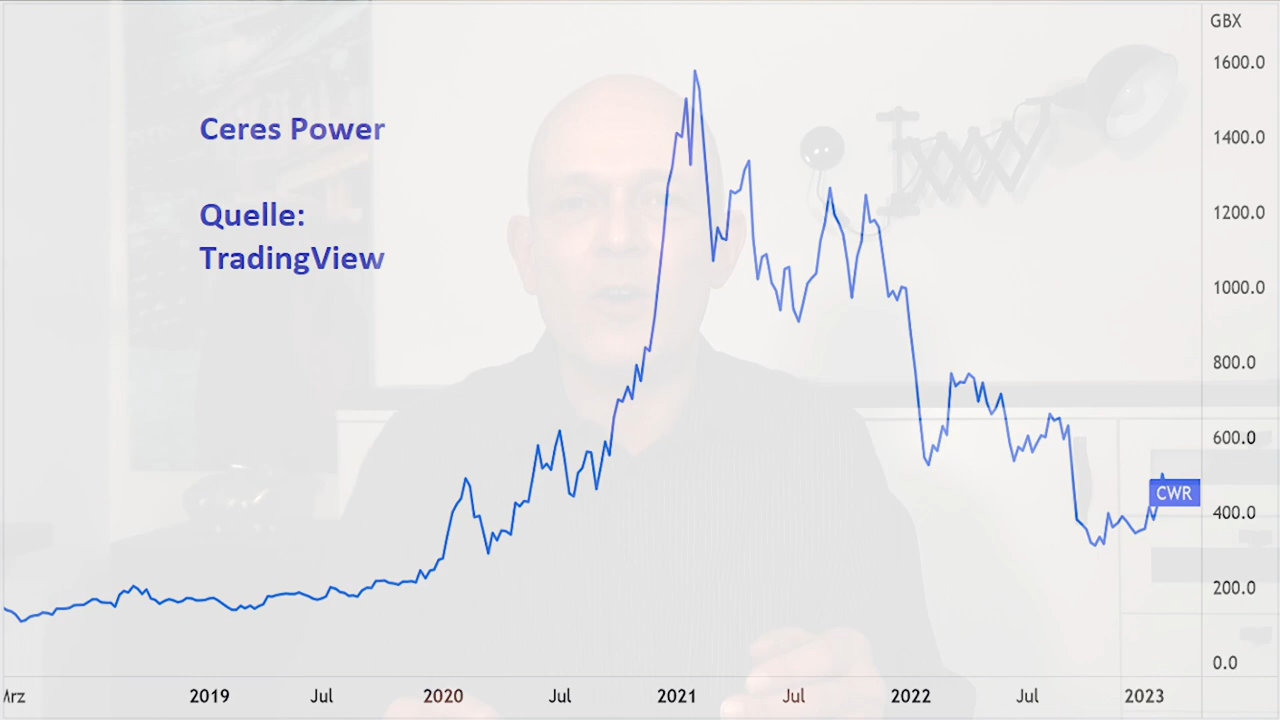 Ceres Power
Quelle:
TradingView
GBX
1600.0
1400.0
1200.0
1000.0
800.0
600.0
CWR
400.0
200.0
0.0
Arz 2019 Jul 2020 Jul 2021 Jul 2022 Jul 2023